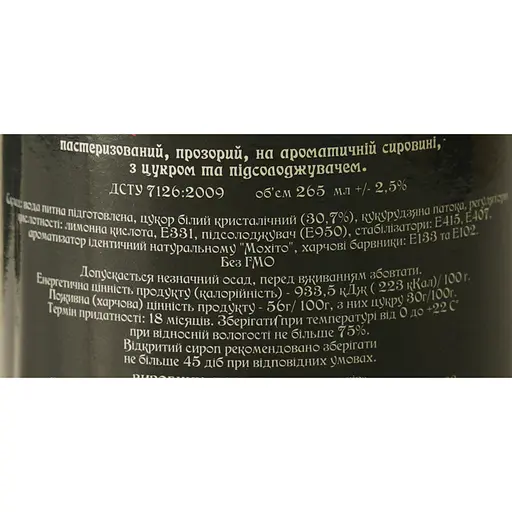 пастеризований, прозорий, на ароматичній сировині,
з цукром та підсолоджувачем.
ДСТУ 7126:2009 об'єм 265 мл +/- 2,5%
Склад: вода питна підготовлена, цукор білий кристалічний (30,7%), кукурудзяна патока, регулятори
кислотності: лимонна кислота, Е331, підсолоджувач (Е950), стабілізатори: Е415, Е407,
ароматизатор ідентичний натуральному "Мохіто", харчові барвники: Е133 та Е102.
Без ГМО
Допускається незначний осад, перед вживанням збовтати.
Енергетична цінність продукту (калорійність) - 933,5 кДж ( 223 кКал)/ 100 г.
Поживна (харчова) цінність продукту - 56г/ 100г, з них цукру 30г/100г.
Термін придатності: 18 місяців. Зберігати при температурі від 0 до +22 С
при відносній вологості не більше 75%.
Відкритий сироп рекомендовано зберігати
не більше 45 діб при відповідних умовах.